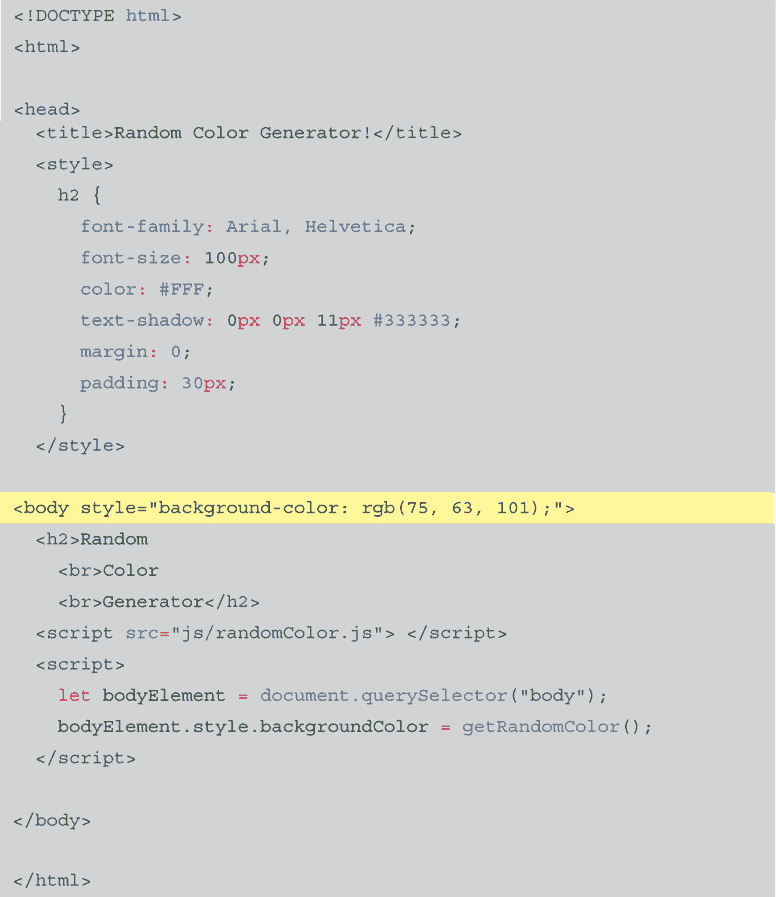 <!DOCTYPE html>
<html>
<head>
<title>Random Color Generator!</title>
<style>
h2 {
font-family: Arial, Helvetica;
font-size: 100px;
color: #FFF;
text-shadow: 0px 0px 11px #333333;
margin: 0;
padding: 30px;
}
</style>
<body style="background-color: rgb(75, 63, 101);">
<h2>Random
<br>Color
<br>Generator</h2>
<script src="js/randomColor.js"> </script>
<script>
let bodyElement = document.querySelector("body");
bodyElement.style.backgroundColor = getRandomColor();
</script>
</body>
</html>